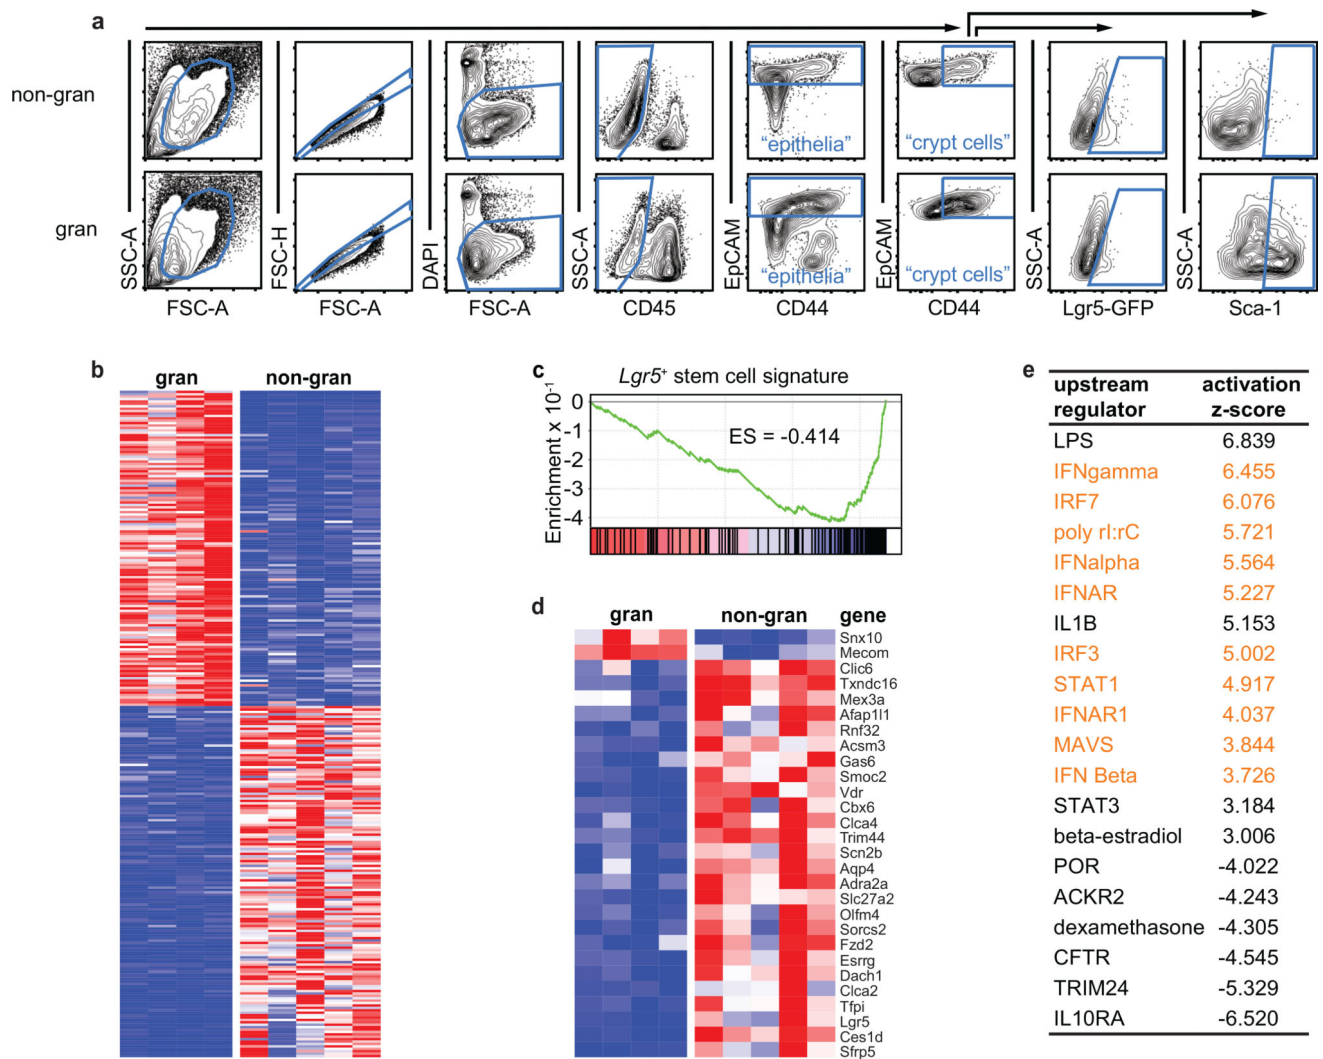 a
non-gran
gran
SSC-A
FSC-A
FSC-H
FSC-A
DAPI
FSC-A
SSC-A
CD45
EpCAM
"epithelia"
"epithelia"
CD44
EpCAM
"crypt cells"
"crypt cells"
CD44
SSC-A
SSC-A
Lgr5-GFP
SSC-A
SSC-A
Sca-1
b
gran
non-gran
c
Lgr5+ stem cell signature
Enrichment x 10-1
0
-1
-2
-3
-4
ES = -0.414
d
gran
non-gran
gene
Snx10
Mecom
Clic6
Txndc16
Mex3a
Afap1l1
Rnf32
Acsm3
Gas6
Smoc2
Vdr
Cbx6
Clca4
Trim44
Scn2b
Aqp4
Adra2a
Slc27a2
Olfm4
Sorcs2
Fzd2
Esrrg
Dach1
Clca2
Tfpi
Lgr5
Ces1d
Sfrp5
e
upstream activation
regulator z-score
LPS 6.839
IFNgamma 6.455
IRF7 6.076
poly rI:rC 5.721
IFNalpha 5.564
IFNAR 5.227
IL1B 5.153
IRF3 5.002
STAT1 4.917
IFNAR1 4.037
MAVS 3.844
IFN Beta 3.726
STAT3 3.184
beta-estradiol 3.006
POR -4.022
ACKR2 -4.243
dexamethasone -4.305
CFTR -4.545
TRIM24 -5.329
IL10RA -6.520